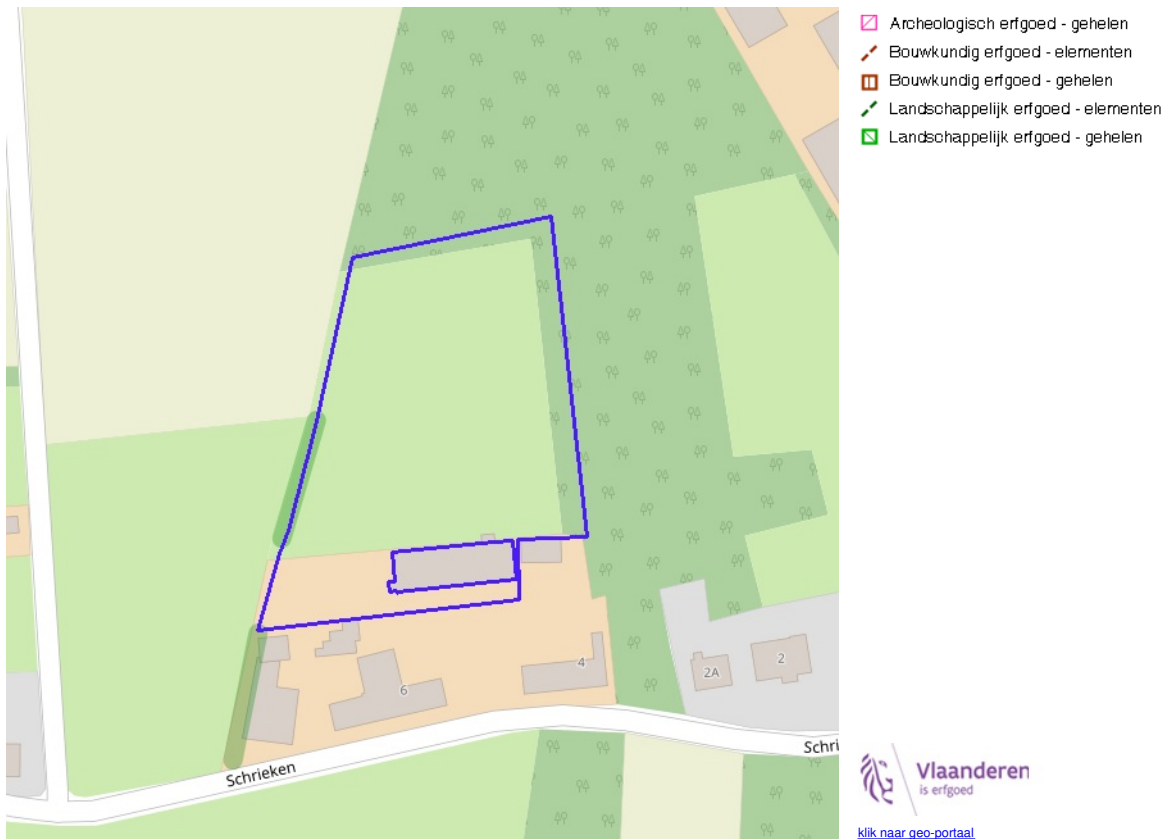 Archeologisch erfgoed - gehelen
Bouwkundig erfgoed - elementen
Bouwkundig erfgoed - gehelen
Landschappelijk erfgoed - elementen
Landschappelijk erfgoed - gehelen
4
6
2A
2
Schrieken
Schri
Vlaanderen
is erfgoed
klik naar geo-portaal